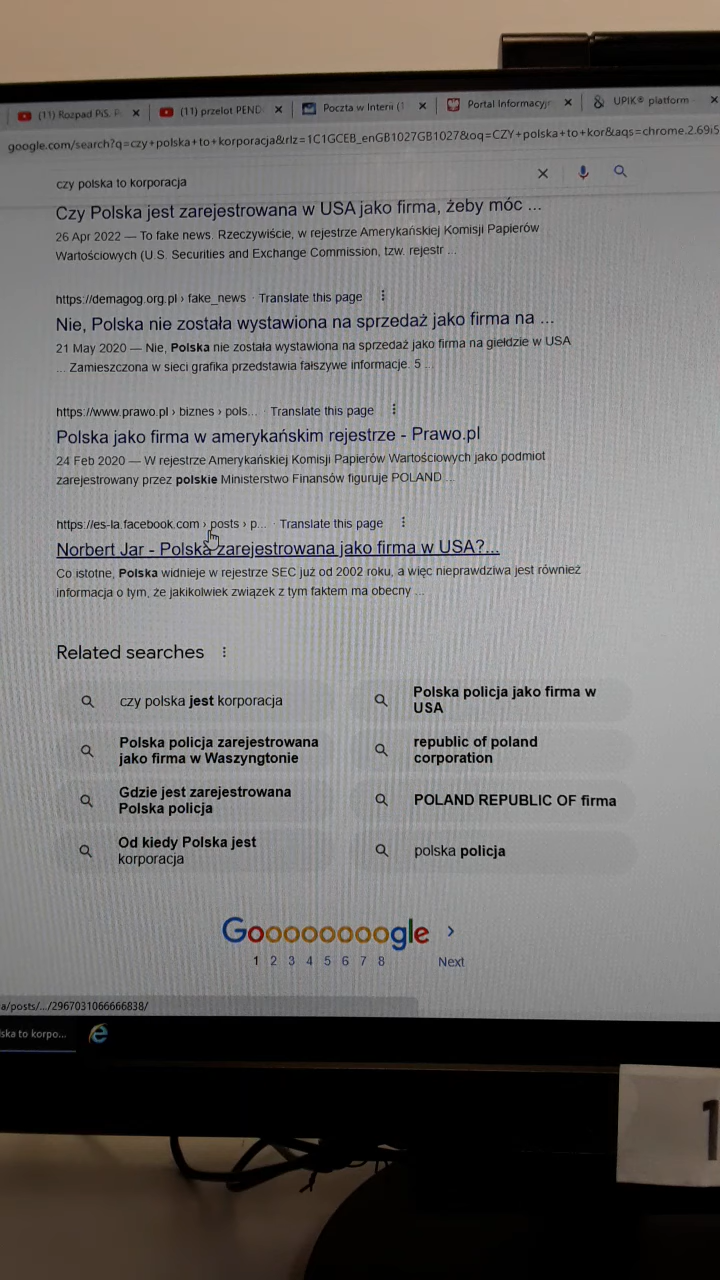 (11) Rozpad PiS. P
(11) przelot PEND
Poczta w Interii (1
Portal Informacyjn
UPIK® platform
google.com/search?q=czy+polska+to+korporacja&rlz=1C1GCEB_enGB1027GB1027&oq=CZY+polska+to+kor&aqs=chrome.2.69i5
czy polska to korporacja
Czy Polska jest zarejestrowana w USA jako firma, żeby móc ...
26 Apr 2022 — To fake news. Rzeczywiście, w rejestrze Amerykańskiej Komisji Papierów
Wartościowych (U.S. Securities and Exchange Commission, tzw. rejestr ...
https://demagog.org.pl › fake_news · Translate this page
Nie, Polska nie została wystawiona na sprzedaż jako firma na ...
21 May 2020 — Nie, Polska nie została wystawiona na sprzedaż jako firma na giełdzie w USA
... Zamieszczona w sieci grafika przedstawia fałszywe informacje. 5 ...
https://www.prawo.pl › biznes › pols... · Translate this page
Polska jako firma w amerykańskim rejestrze - Prawo.pl
24 Feb 2020 — W rejestrze Amerykańskiej Komisji Papierów Wartościowych jako podmiot
zarejestrowany przez polskie Ministerstwo Finansów figuruje POLAND ...
https://es-la.facebook.com › posts › p... · Translate this page
Norbert Jar - Polska zarejestrowana jako firma w USA?...
Co istotne, Polska widnieje w rejestrze SEC już od 2002 roku, a więc nieprawdziwa jest również
informacja o tym, że jakikolwiek związek z tym faktem ma obecny ...
Related searches
czy polska jest korporacja
Polska policja jako firma w
USA
Polska policja zarejestrowana
jako firma w Waszyngtonie
republic of poland
corporation
Gdzie jest zarejestrowana
Polska policja
POLAND REPUBLIC OF firma
Od kiedy Polska jest
korporacja
polska policja
Goooooooogle
1 2 3 4 5 6 7 8 Next
a/posts/.../2967031066666838/
ska to korpo...
1